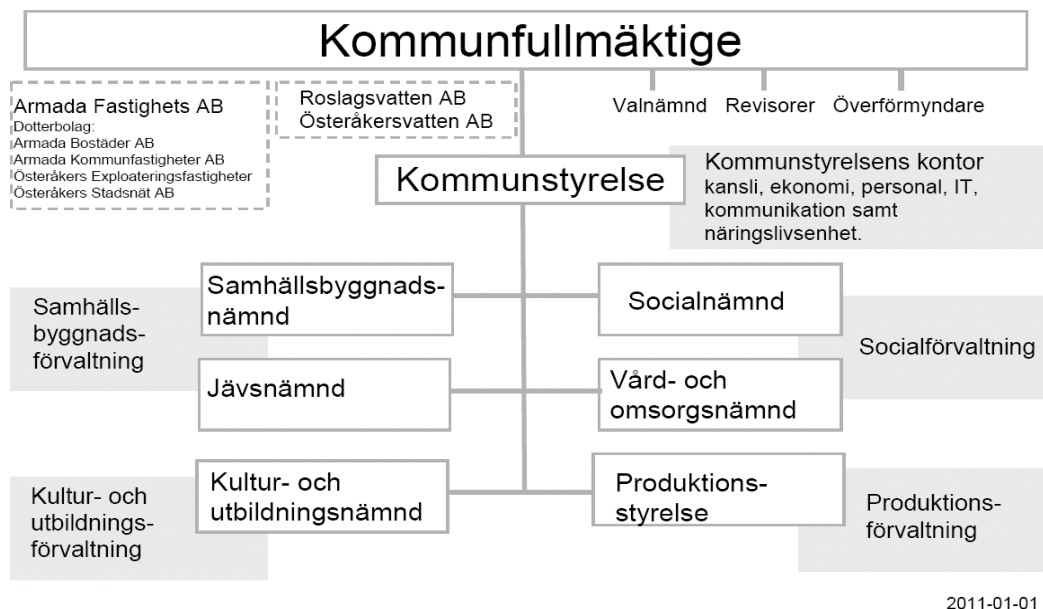 Kommunfullmäktige
Armada Fastighets AB
Dotterbolag:
Armada Bostäder AB
Armada Kommunfastigheter AB
Österåkers Exploateringsfastigheter
Österåkers Stadsnät AB
Roslagsvatten AB
Österåkersvatten AB
Valnämnd Revisorer Överförmyndare
Kommunstyrelse
Kommunstyrelsens kontor
kansli, ekonomi, personal, IT,
kommunikation samt
näringslivsenhet.
Samhälls-
byggnads-
förvaltning
Samhällsbyggnads-
nämnd
Socialnämnd
Socialförvaltning
Jävsnämnd
Vård- och
omsorgsnämnd
Kultur- och
utbildnings-
förvaltning
Kultur- och
utbildningsnämnd
Produktions-
styrelse
Produktions-
förvaltning
2011-01-01